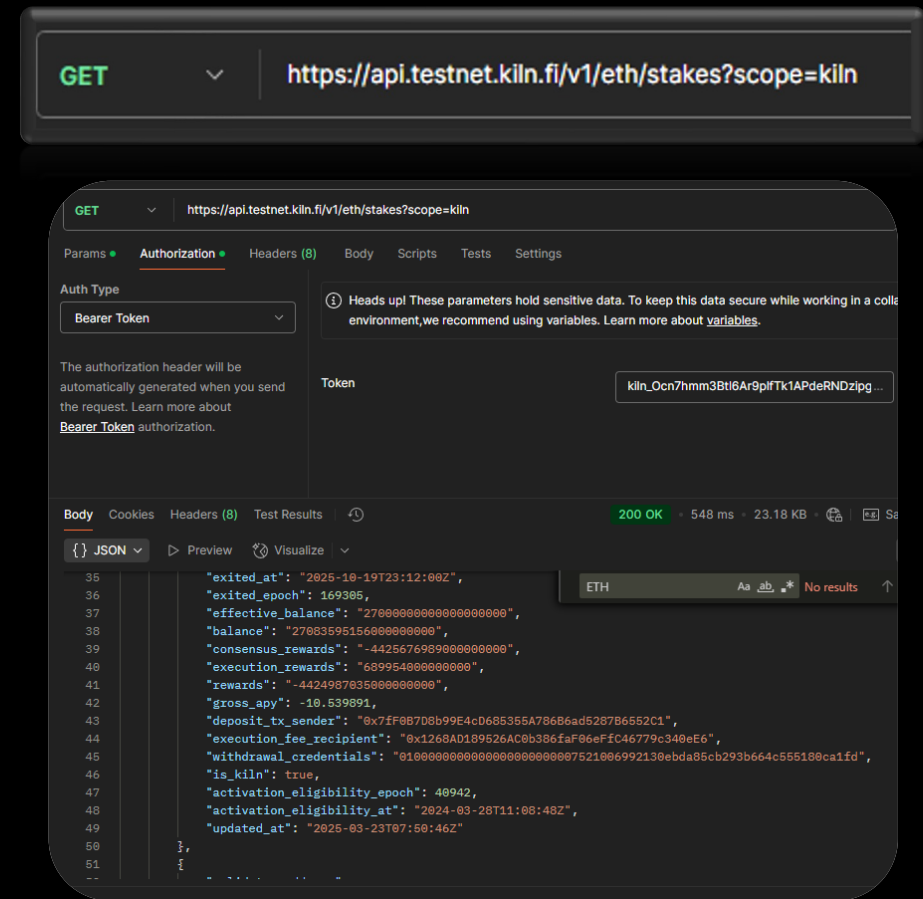 GET https://api.testnet.kiln.fi/v1/eth/stakes?scope=kiln
GET https://api.testnet.kiln.fi/v1/eth/stakes?scope=kiln
Params Authorization Headers (8) Body Scripts Tests Settings
Auth Type
Bearer Token
The authorization header will be
automatically generated when you send
the request. Learn more about
Bearer Token authorization.
Heads up! These parameters hold sensitive data. To keep this data secure while working in a colla
environment,we recommend using variables. Learn more about variables.
Token
kiln_Ocn7hmm3Btl6Ar9plfTk1APdeRNDzipg...
Body Cookies Headers (8) Test Results
200 OK • 548 ms • 23.18 KB • e.g. Sa
{ } JSON Preview Visualize
ETH Aa ab .* No results
35 "exited_at": "2025-10-19T23:12:00Z",
36 "exited_epoch": 169305,
37 "effective_balance": "27000000000000000000",
38 "balance": "27083595156000000000",
39 "consensus_rewards": "-4425676989000000000",
40 "execution_rewards": "689954000000000",
41 "rewards": "-4424987035000000000",
42 "gross_apy": -10.539891,
43 "deposit_tx_sender": "0x7fF0B7D8b99E4cD685355A786B6ad5287B6552C1",
44 "execution_fee_recipient": "0x1268AD189526AC0b386faF06eFfC46779c340eE6",
45 "withdrawal_credentials": "0100000000000000000000007521006992130ebda85cb293b664c555180ca1fd",
46 "is_kiln": true,
47 "activation_eligibility_epoch": 40942,
48 "activation_eligibility_at": "2024-03-28T11:08:48Z",
49 "updated_at": "2025-03-23T07:50:46Z"
50 },
51 {